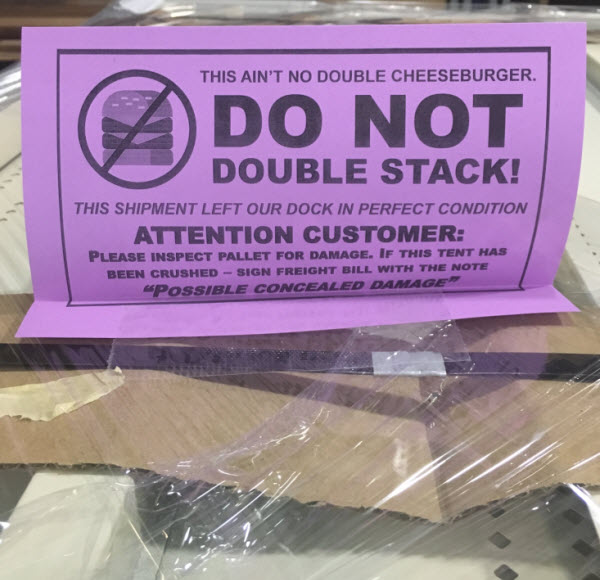 THIS AIN'T NO DOUBLE CHEESEBURGER.
DO NOT
DOUBLE STACK!
THIS SHIPMENT LEFT OUR DOCK IN PERFECT CONDITION
ATTENTION CUSTOMER:
PLEASE INSPECT PALLET FOR DAMAGE. IF THIS TENT HAS
BEEN CRUSHED – SIGN FREIGHT BILL WITH THE NOTE
"POSSIBLE CONCEALED DAMAGE"